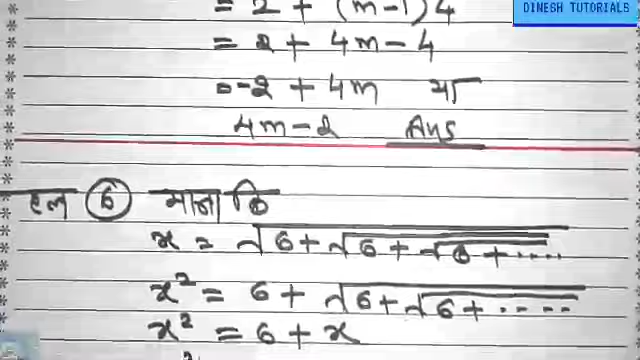 DINESH TUTORIALS
= 2 + (m-1)4
= 2 + 4m - 4
= -2 + 4m या
4m - 2 Ans
हल 6 माना कि
x = √6+√6+√6+....
x² = 6 + √6+√6+.....
x² = 6 + x